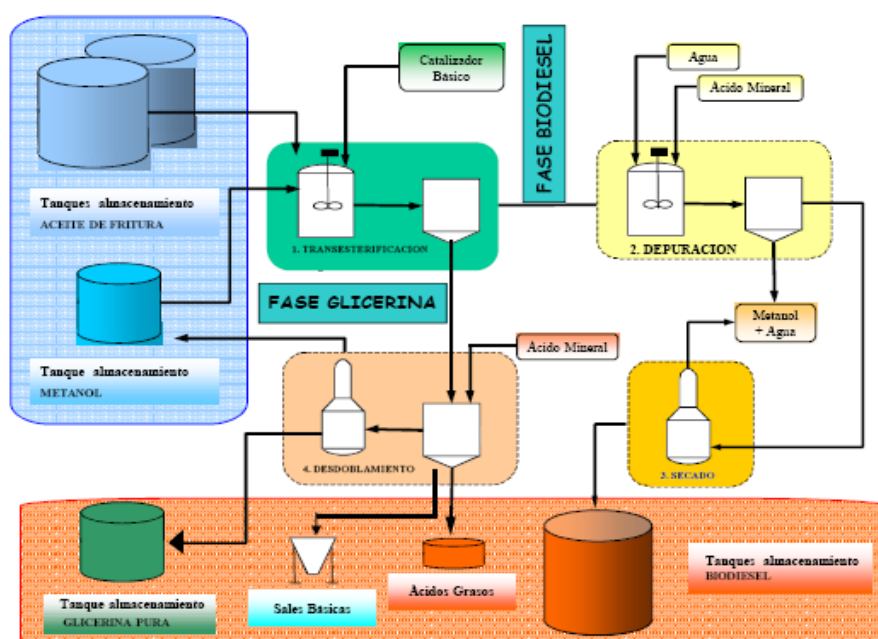 Catalizador
Básico
FASE BIODIESEL
Agua
Acido Mineral
Tanques almacenamiento
ACEITE DE FRITURA
1. TRANSESTERIFICACION
2. DEPURACION
FASE GLICERINA
Metanol
+ Agua
Acido Mineral
Tanque almacenamiento
METANOL
4. DESDOBLAMIENTO
3. SECADO
Tanques almacenamiento
BIODIESEL
Acidos Grasos
Sales Básicas
Tanque almacenamiento
GLICERINA PURA